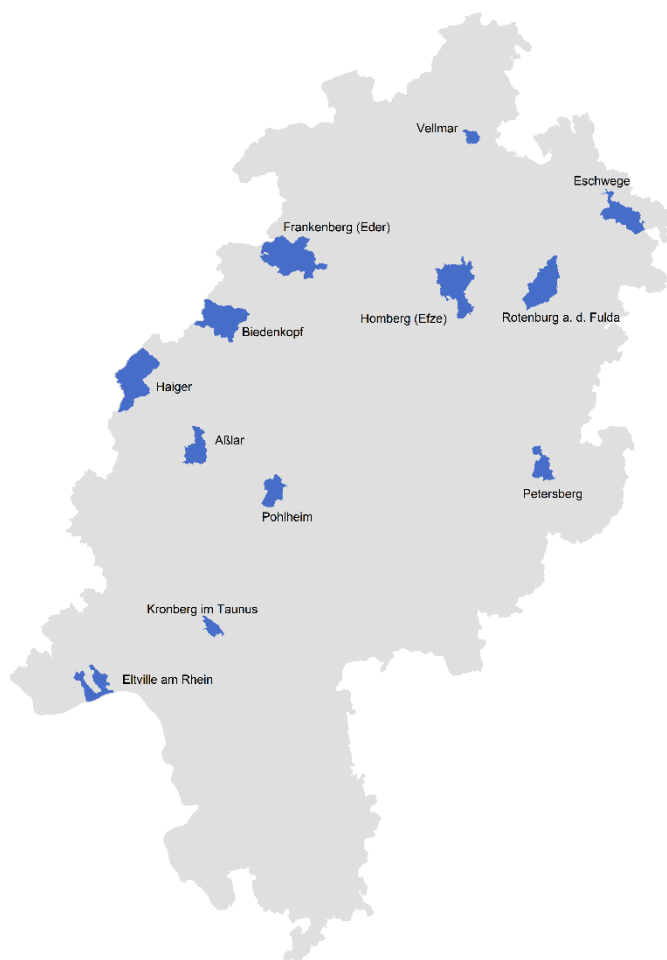 Vellmar
Eschwege
Frankenberg (Eder)
Homberg (Efze)
Rotenburg a. d. Fulda
Biedenkopf
Haiger
Aßlar
Petersberg
Pohlheim
Kronberg im Taunus
Eltville am Rhein